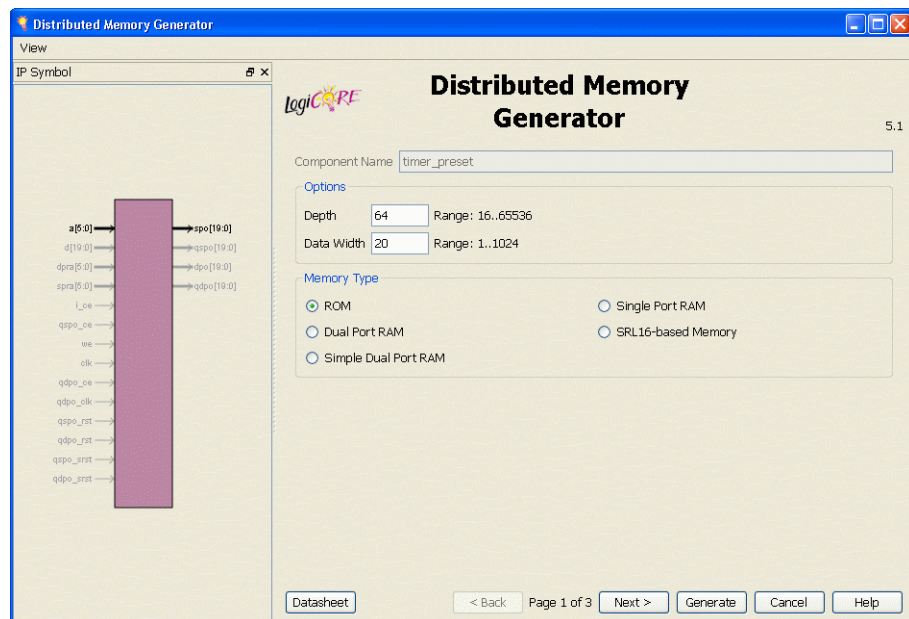 Distributed Memory Generator
View
IP Symbol
a[5:0]
d[19:0]
dpra[5:0]
spra[5:0]
i_ce
qspo_ce
we
clk
qdpo_ce
qdpo_clk
qspo_rst
qdpo_rst
qspo_srst
qdpo_srst
spo[19:0]
qspo[19:0]
dpo[19:0]
qdpo[19:0]
LogiCORE
Distributed Memory
Generator
5.1
Component Name timer_preset
Options
Depth 64 Range: 16..65536
Data Width 20 Range: 1..1024
Memory Type
ROM Single Port RAM
Dual Port RAM SRL16-based Memory
Simple Dual Port RAM
Datasheet < Back Page 1 of 3 Next > Generate Cancel Help